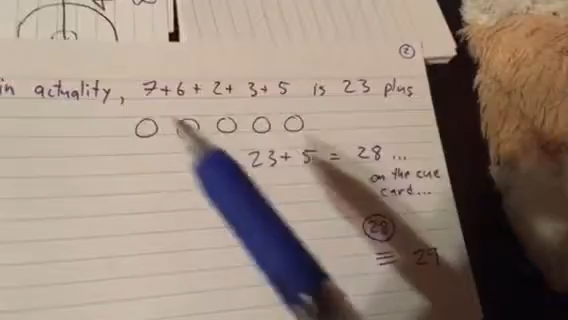 ②
in actuality, 7+6+2+3+5 is 23 plus
○ ○ ○ ○ ○
23+5 = 28...
on the cue
card...
28
≡ 29